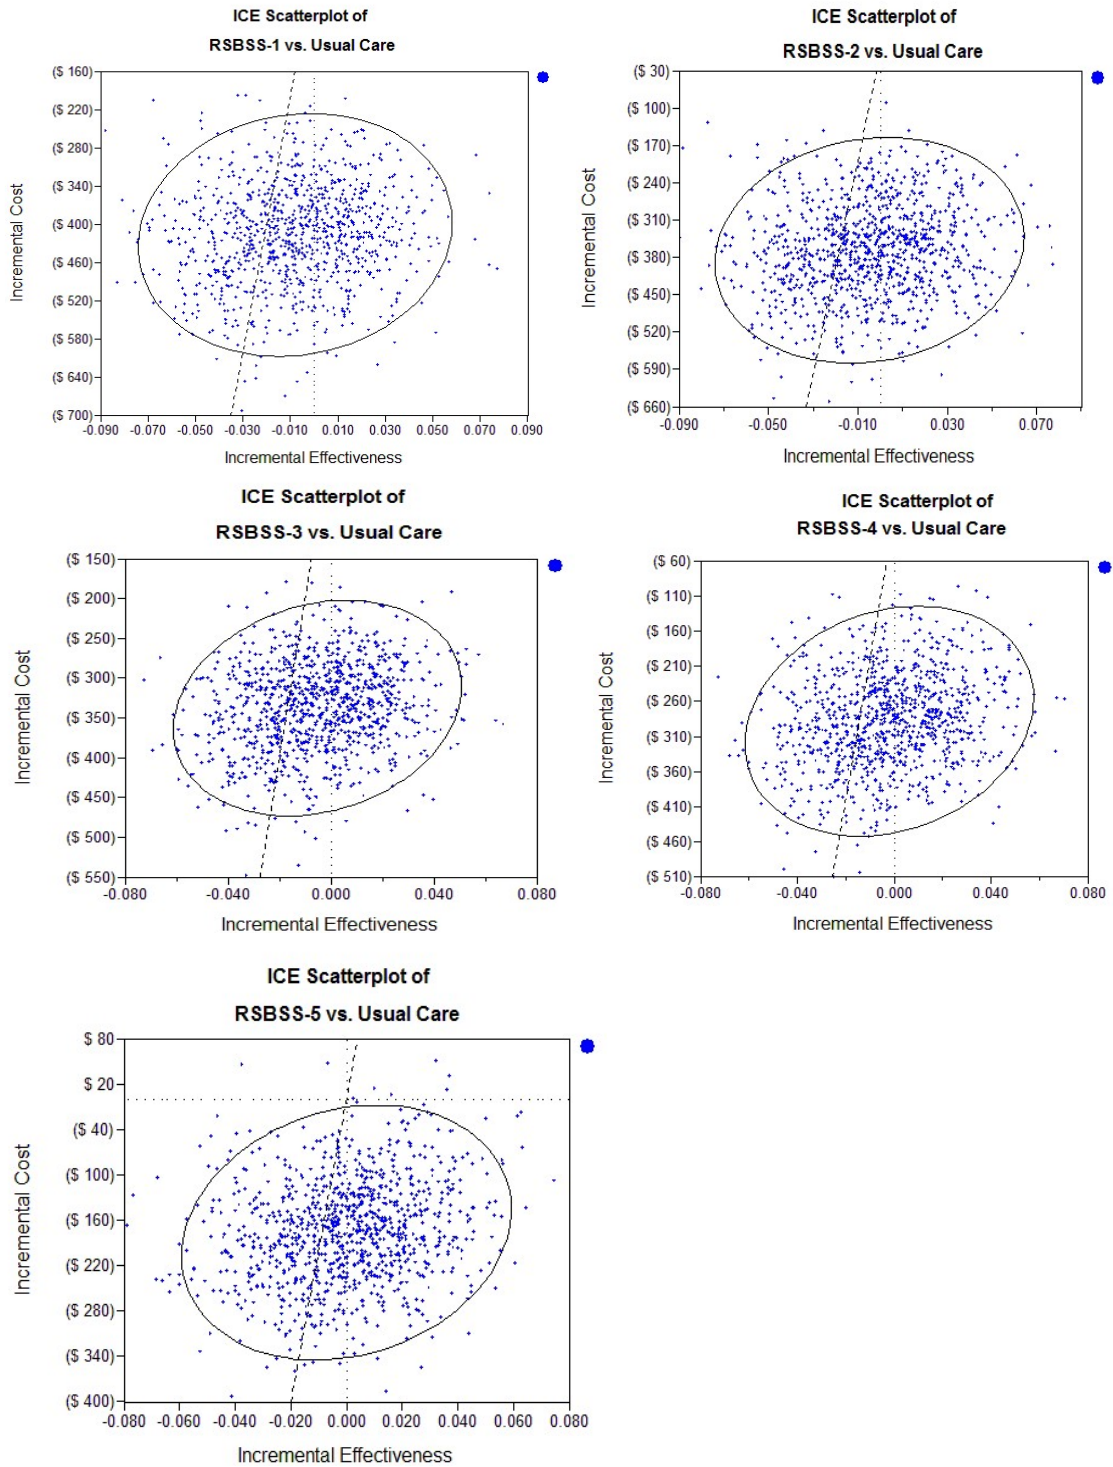 ICE Scatterplot of
RSBSS-1 vs. Usual Care
($ 160)
($ 220)
($ 280)
($ 340)
($ 400)
($ 460)
($ 520)
($ 580)
($ 640)
($ 700)
Incremental Cost
-0.090 -0.070 -0.050 -0.030 -0.010 0.010 0.030 0.050 0.070 0.090
Incremental Effectiveness
ICE Scatterplot of
RSBSS-2 vs. Usual Care
($ 30)
($ 100)
($ 170)
($ 240)
($ 310)
($ 380)
($ 450)
($ 520)
($ 590)
($ 660)
Incremental Cost
-0.090 -0.050 -0.010 0.030 0.070
Incremental Effectiveness
ICE Scatterplot of
RSBSS-3 vs. Usual Care
($ 150)
($ 200)
($ 250)
($ 300)
($ 350)
($ 400)
($ 450)
($ 500)
($ 550)
Incremental Cost
-0.080 -0.040 0.000 0.040 0.080
Incremental Effectiveness
ICE Scatterplot of
RSBSS-4 vs. Usual Care
($ 60)
($ 110)
($ 160)
($ 210)
($ 260)
($ 310)
($ 360)
($ 410)
($ 460)
($ 510)
Incremental Cost
-0.080 -0.040 0.000 0.040 0.080
Incremental Effectiveness
ICE Scatterplot of
RSBSS-5 vs. Usual Care
$ 80
$ 20
($ 40)
($ 100)
($ 160)
($ 220)
($ 280)
($ 340)
($ 400)
Incremental Cost
-0.080 -0.060 -0.040 -0.020 0.000 0.020 0.040 0.060 0.080
Incremental Effectiveness